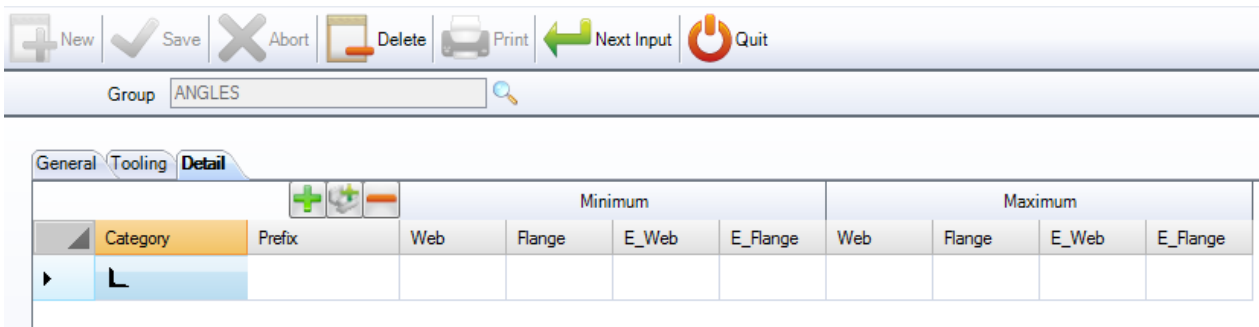 New Save Abort Delete Print Next Input Quit
Group ANGLES
General Tooling Detail
Minimum Maximum
Category Prefix Web Flange E_Web E_Flange Web Flange E_Web E_Flange